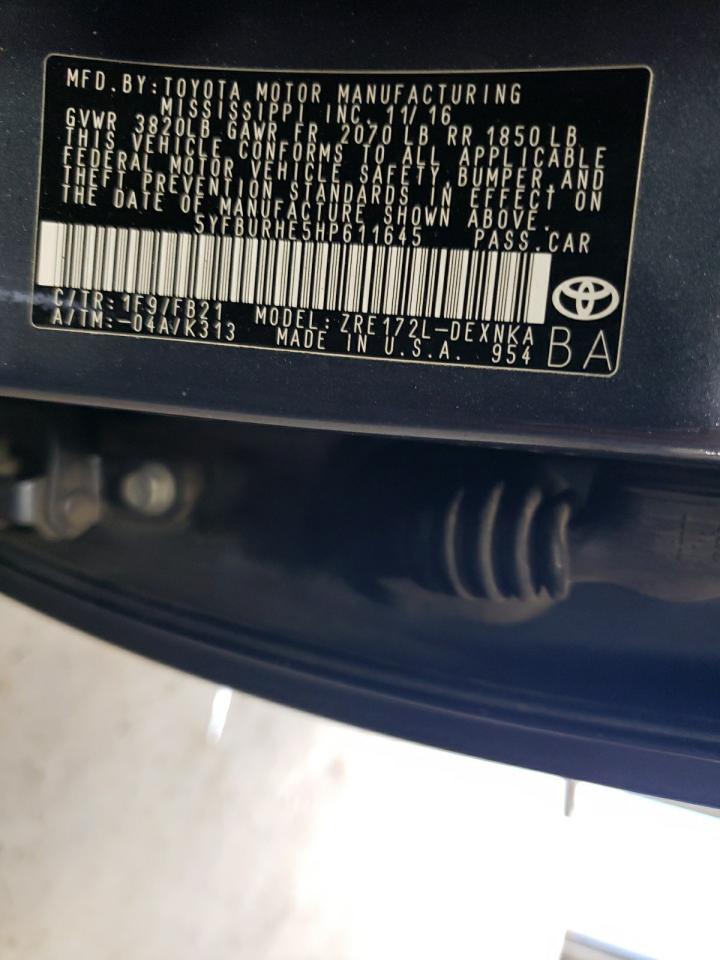 MFD.BY:TOYOTA MOTOR MANUFACTURING
MISSISSIPPI INC. 11/16
GVWR 3820LB GAWR FR 2070 LB RR 1850LB
THIS VEHICLE CONFORMS TO ALL APPLICABLE
FEDERAL MOTOR VEHICLE SAFETY,BUMPER,AND
THEFT PREVENTION STANDARDS IN EFFECT ON
THE DATE OF MANUFACTURE SHOWN ABOVE.
5YFBURHE5HP611645 PASS.CAR
C/TR:1F9/FB21 MODEL:ZRE172L-DEXNKA
A/TM:-04A/K313 MADE IN U.S.A. 954 BA